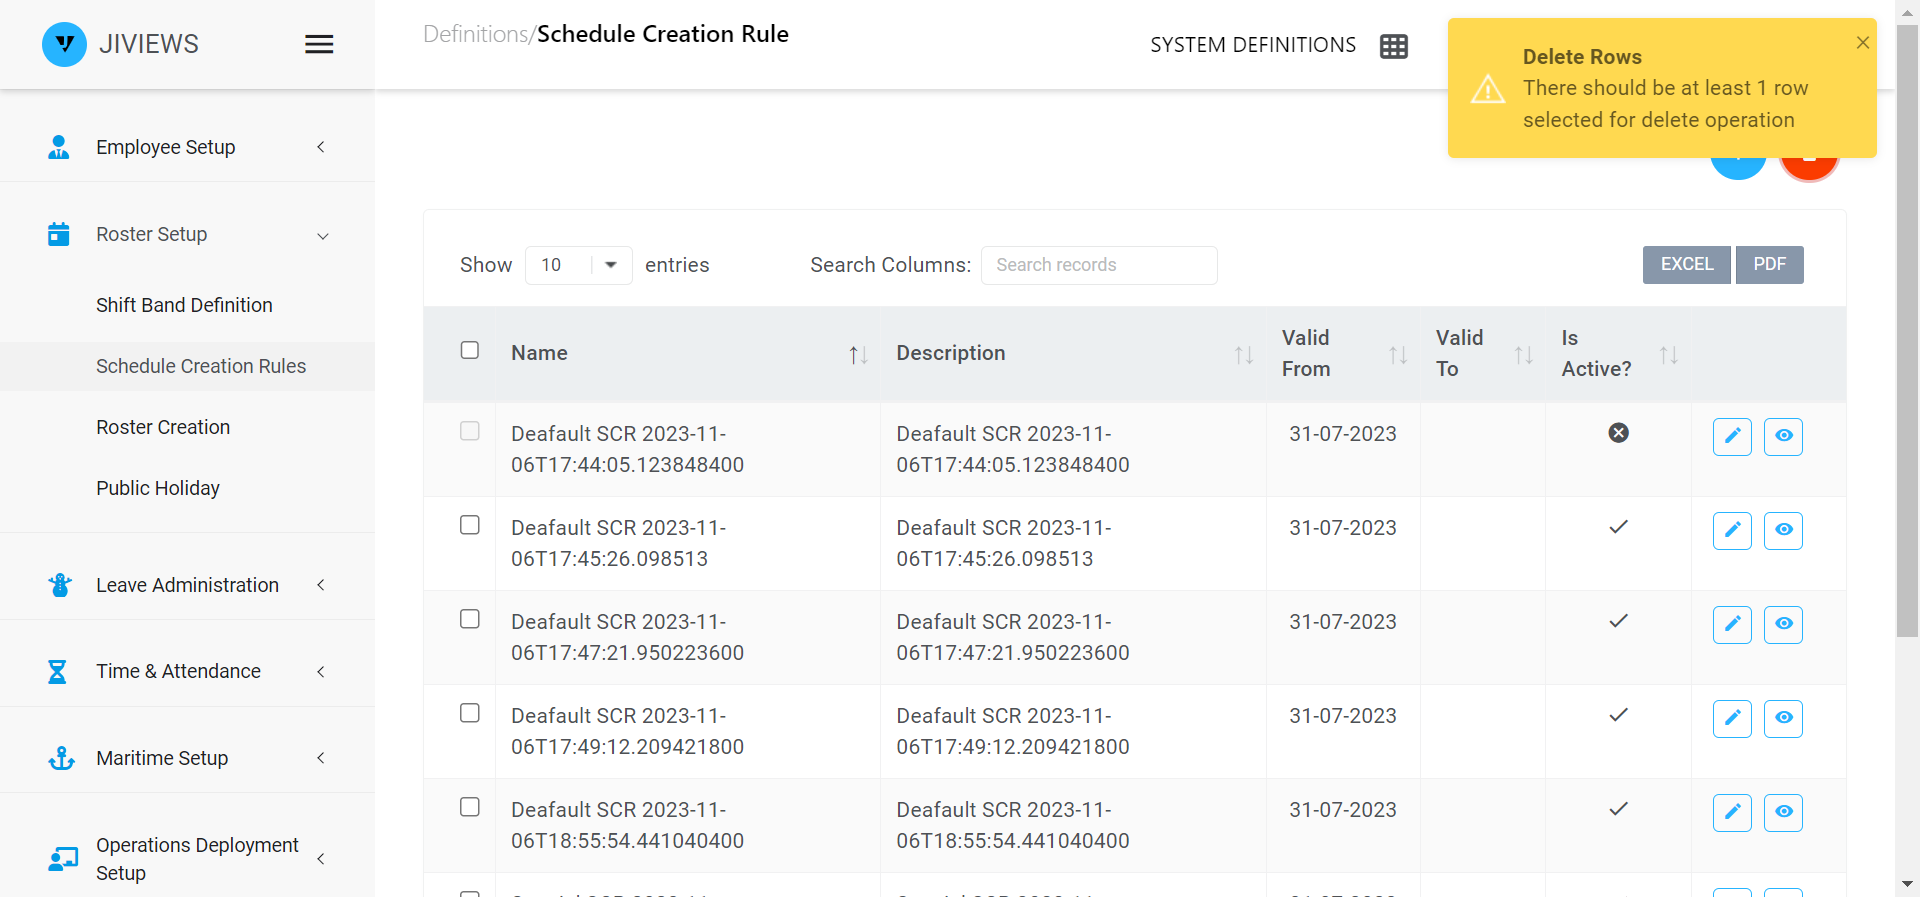 JIVIEWS
Definitions/Schedule Creation Rule
SYSTEM DEFINITIONS
Delete Rows
There should be at least 1 row
selected for delete operation
Employee Setup
Roster Setup
Shift Band Definition
Schedule Creation Rules
Roster Creation
Public Holiday
Leave Administration
Time & Attendance
Maritime Setup
Operations Deployment
Setup
Show 10 entries
Search Columns: Search records
EXCEL PDF
Name Description Valid From Valid To Is Active?
Deafault SCR 2023-11- Deafault SCR 2023-11- 31-07-2023
06T17:44:05.123848400 06T17:44:05.123848400
Deafault SCR 2023-11- Deafault SCR 2023-11- 31-07-2023
06T17:45:26.098513 06T17:45:26.098513
Deafault SCR 2023-11- Deafault SCR 2023-11- 31-07-2023
06T17:47:21.950223600 06T17:47:21.950223600
Deafault SCR 2023-11- Deafault SCR 2023-11- 31-07-2023
06T17:49:12.209421800 06T17:49:12.209421800
Deafault SCR 2023-11- Deafault SCR 2023-11- 31-07-2023
06T18:55:54.441040400 06T18:55:54.441040400